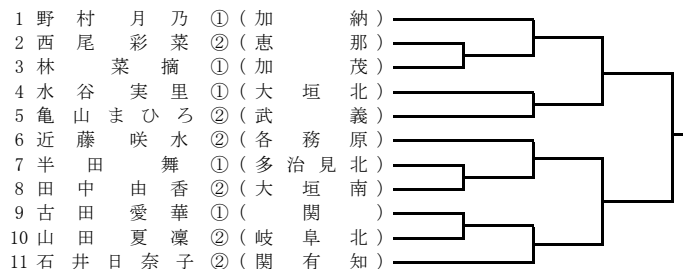 1 野村月乃 ① (加納)
2 西尾彩菜 ② (恵那)
3 林菜摘 ① (加茂)
4 水谷実里 ① (大垣北)
5 亀山まひろ ② (武義)
6 近藤咲水 ② (各務原)
7 半田舞 ① (多治見北)
8 田中由香 ② (大垣南)
9 古田愛華 ① (関)
10 山田夏凜 ② (岐阜北)
11 石井日奈子 ② (関有知)